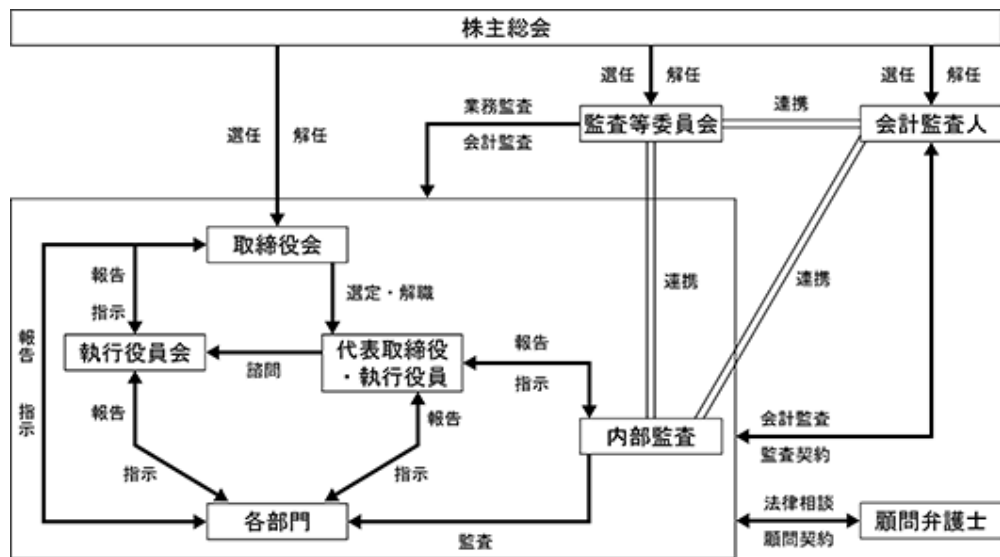 株主総会
選任 解任
選任 解任
選任 解任
業務監査
会計監査
監査等委員会
連携
会計監査人
取締役会
報告
指示
選定・解職
連携
連携
報告
指示
執行役員会
諮問
代表取締役
・執行役員
報告
指示
報告
指示
報告
指示
内部監査
会計監査
監査契約
各部門
監査
法律相談
顧問契約
顧問弁護士